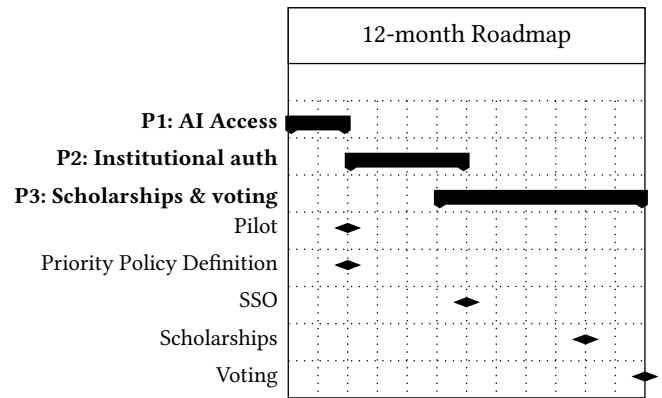 12-month Roadmap
P1: AI Access
P2: Institutional auth
P3: Scholarships & voting
Pilot
Priority Policy Definition
SSO
Scholarships
Voting